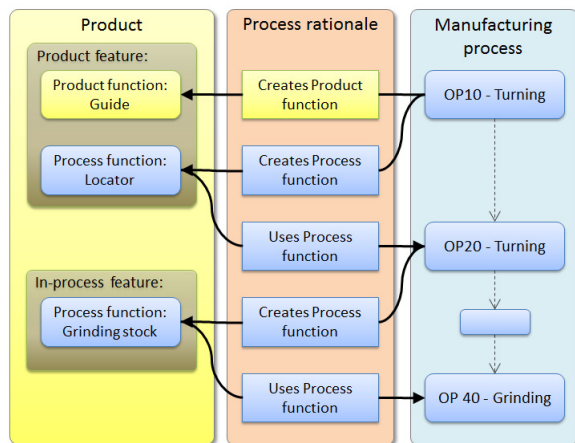 Product
Process rationale
Manufacturing
process
Product feature:
Product function:
Guide
Creates Product
function
OP10 - Turning
Process function:
Locator
Creates Process
function
Uses Process
function
OP20 - Turning
In-process feature:
Process function:
Grinding stock
Creates Process
function
Uses Process
function
OP 40 - Grinding